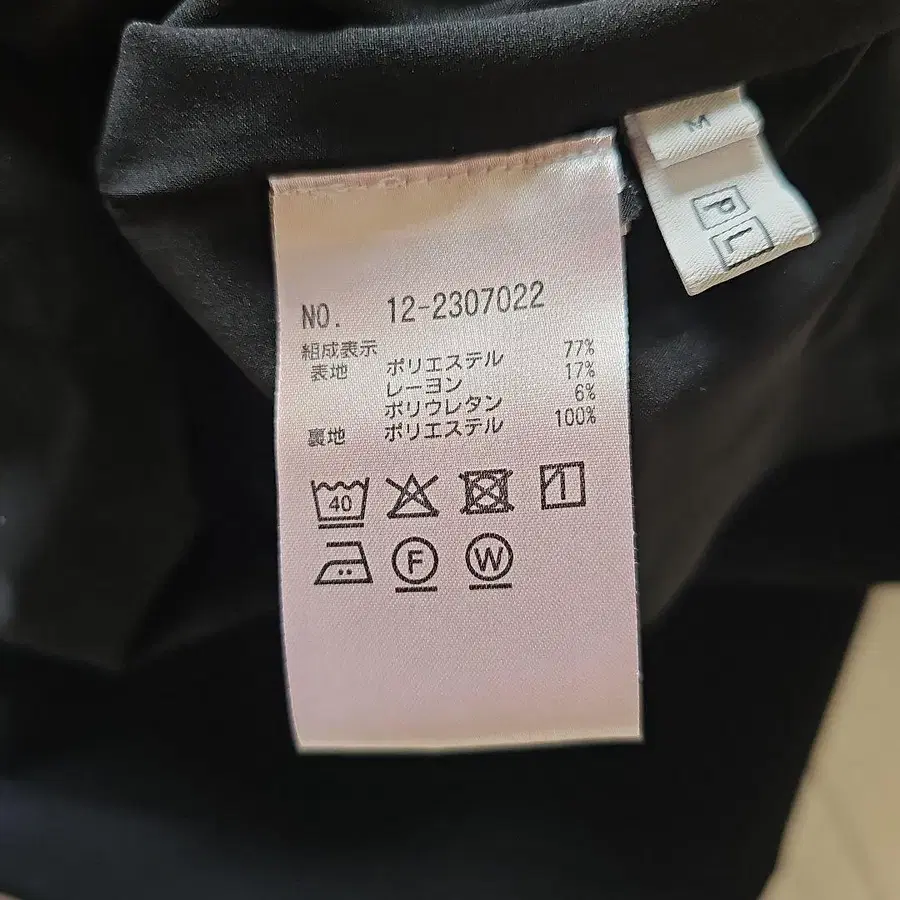 M
PL
NO. 12-2307022
組成表示
表地 ポリエステル 77%
レーヨン 17%
ポリウレタン 6%
裏地 ポリエステル 100%
40
F W